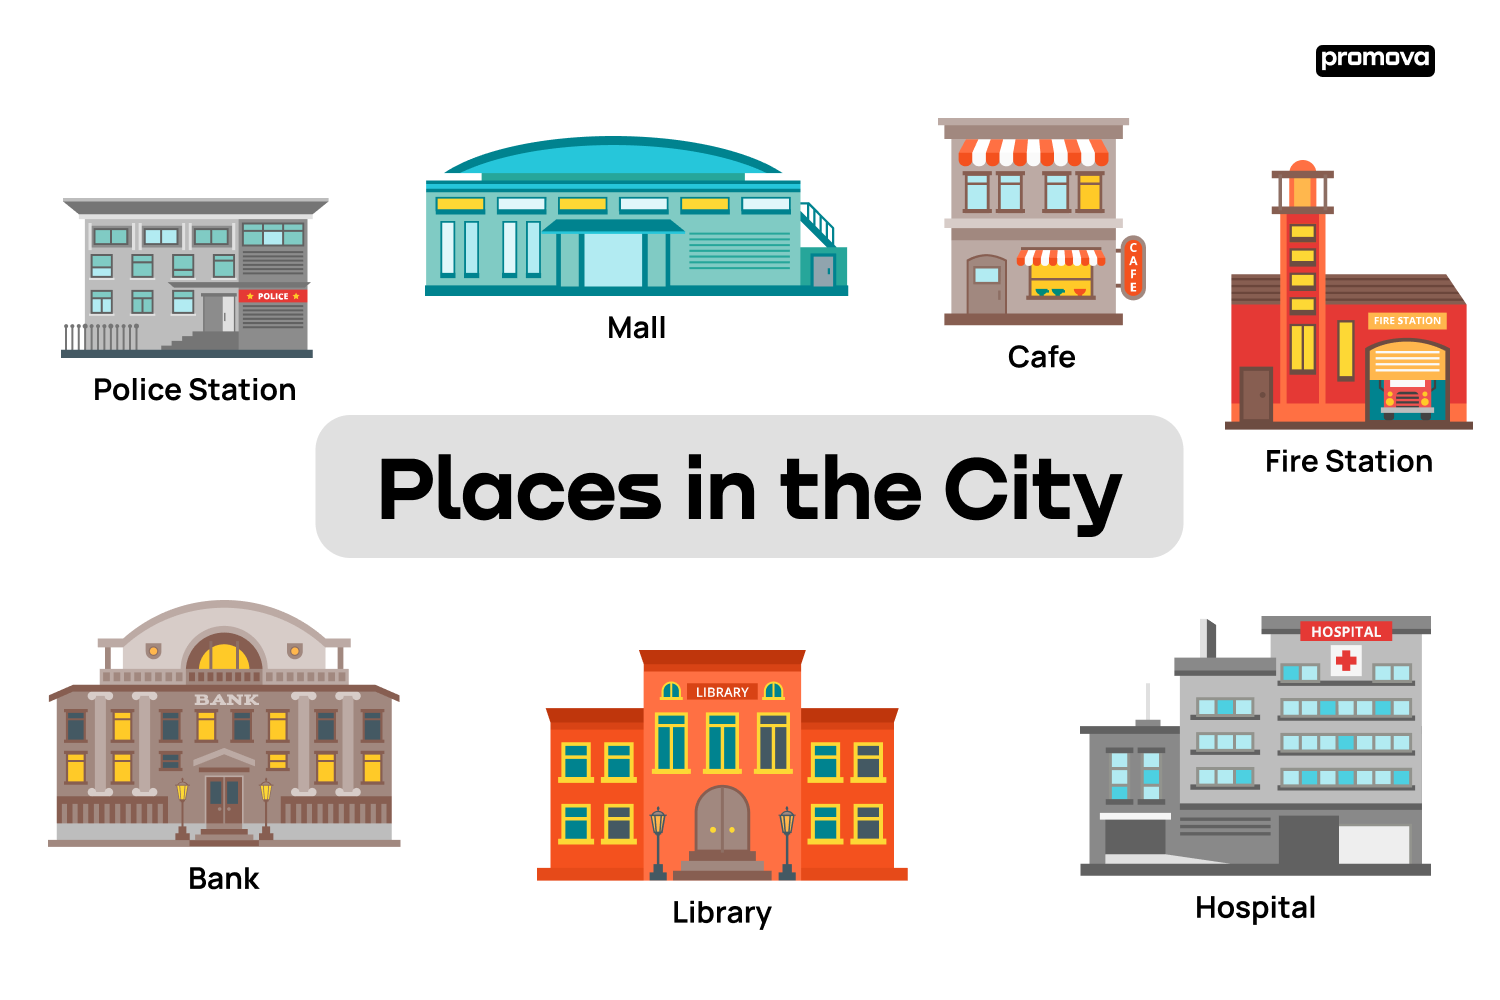 promova
POLICE
Police Station
Mall
CAFE
Cafe
FIRE STATION
Fire Station
Places in the City
BANK
Bank
LIBRARY
Library
HOSPITAL
Hospital